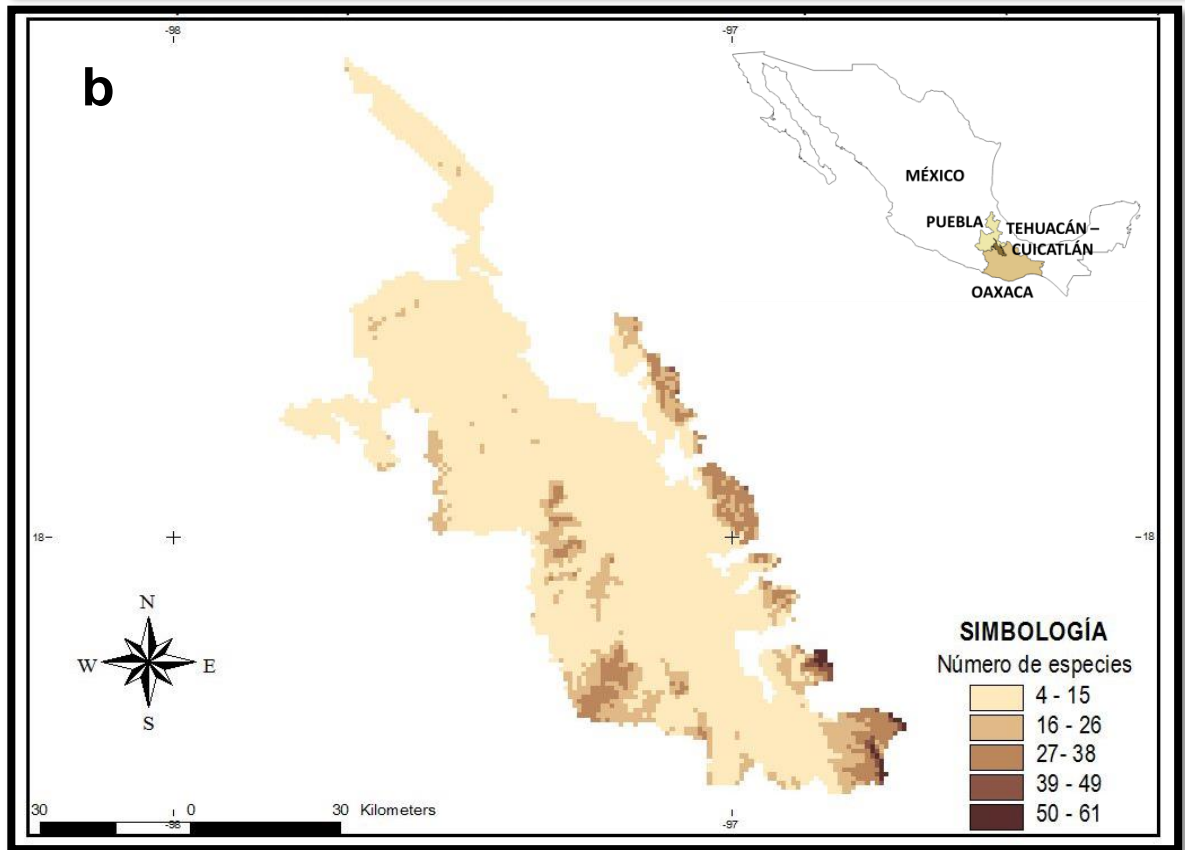 -98
-97
b
MÉXICO
PUEBLA
TEHUACÁN –
CUICATLÁN
OAXACA
18
18
N
W
E
S
SIMBOLOGÍA
Número de especies
4 - 15
16 - 26
27- 38
39 - 49
50 - 61
30
0
30
Kilometers
-98
-97